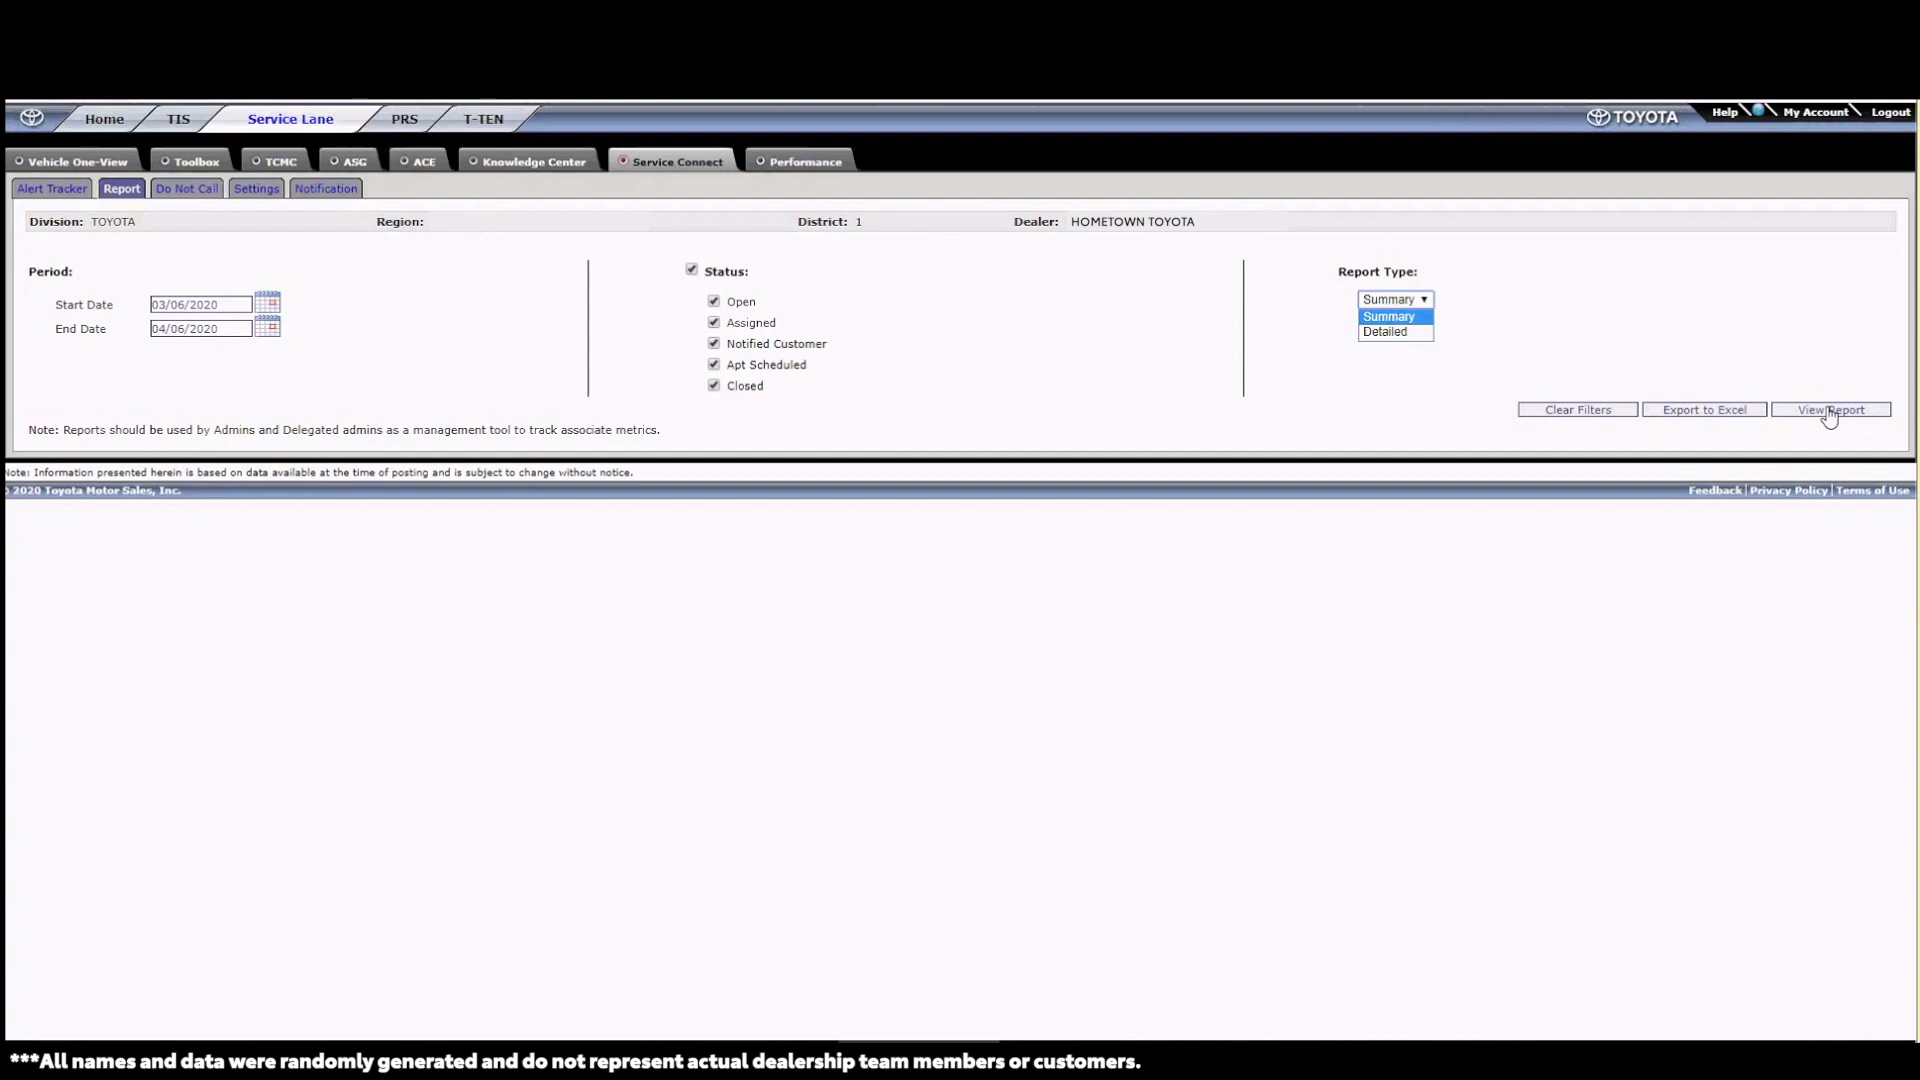 Home TIS Service Lane PRS T-TEN TOYOTA Help My Account Logout
Vehicle One-View Toolbox TCMC ASG ACE Knowledge Center Service Connect Performance
Alert Tracker Report Do Not Call Settings Notification
Division: TOYOTA Region: District: 1 Dealer: HOMETOWN TOYOTA
Period: Status: Report Type:
Start Date 03/06/2020 Open Summary
Summary
End Date 04/06/2020 Assigned Detailed
Notified Customer
Apt Scheduled
Closed
Clear Filters Export to Excel View Report
Note: Reports should be used by Admins and Delegated admins as a management tool to track associate metrics.
Note: Information presented herein is based on data available at the time of posting and is subject to change without notice.
© 2020 Toyota Motor Sales, Inc. Feedback | Privacy Policy | Terms of Use
***All names and data were randomly generated and do not represent actual dealership team members or customers.